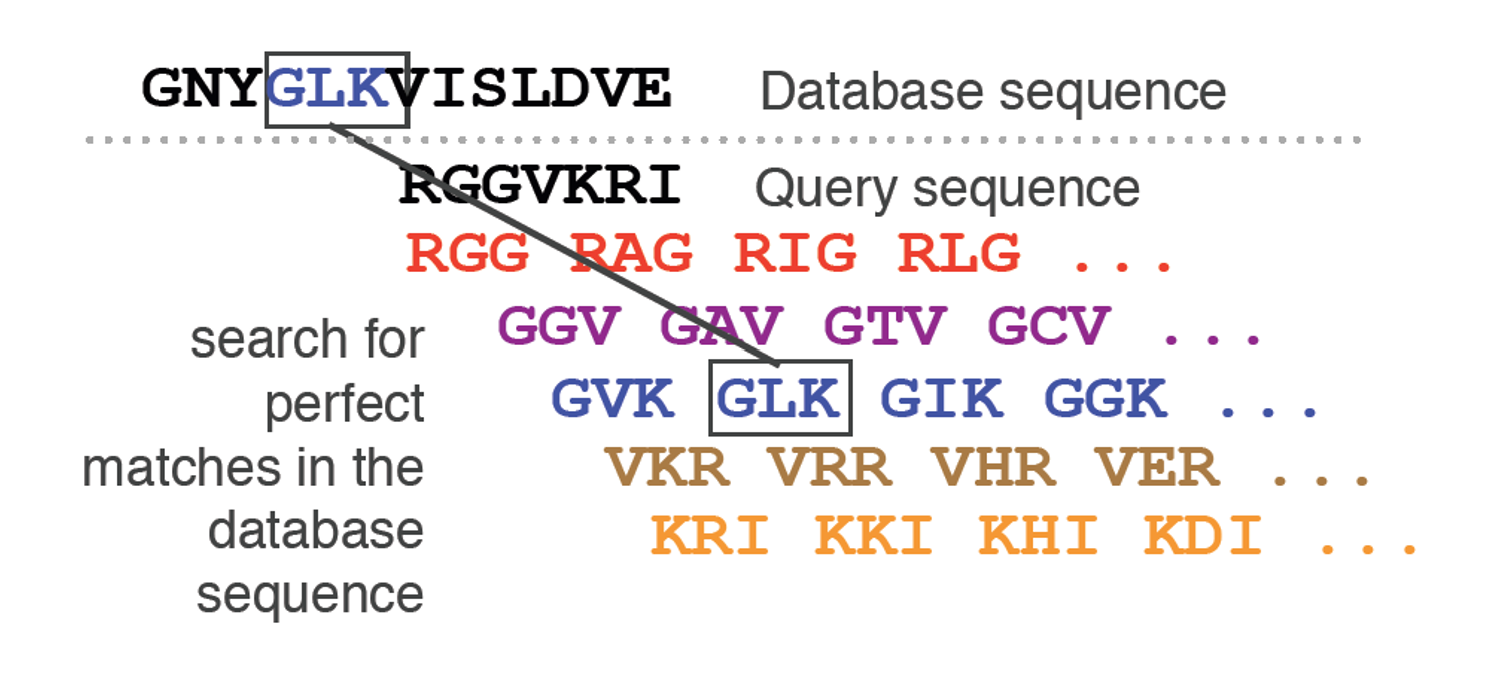 GNYGLKVISLDVE Database sequence
RGGVKRI Query sequence
RGG RAG RIG RLG ...
GGV GAV GTV GCV ...
GVK GLK GIK GGK ...
VKR VRR VHR VER ...
KRI KKI KHI KDI ...
search for
perfect
matches in the
database
sequence